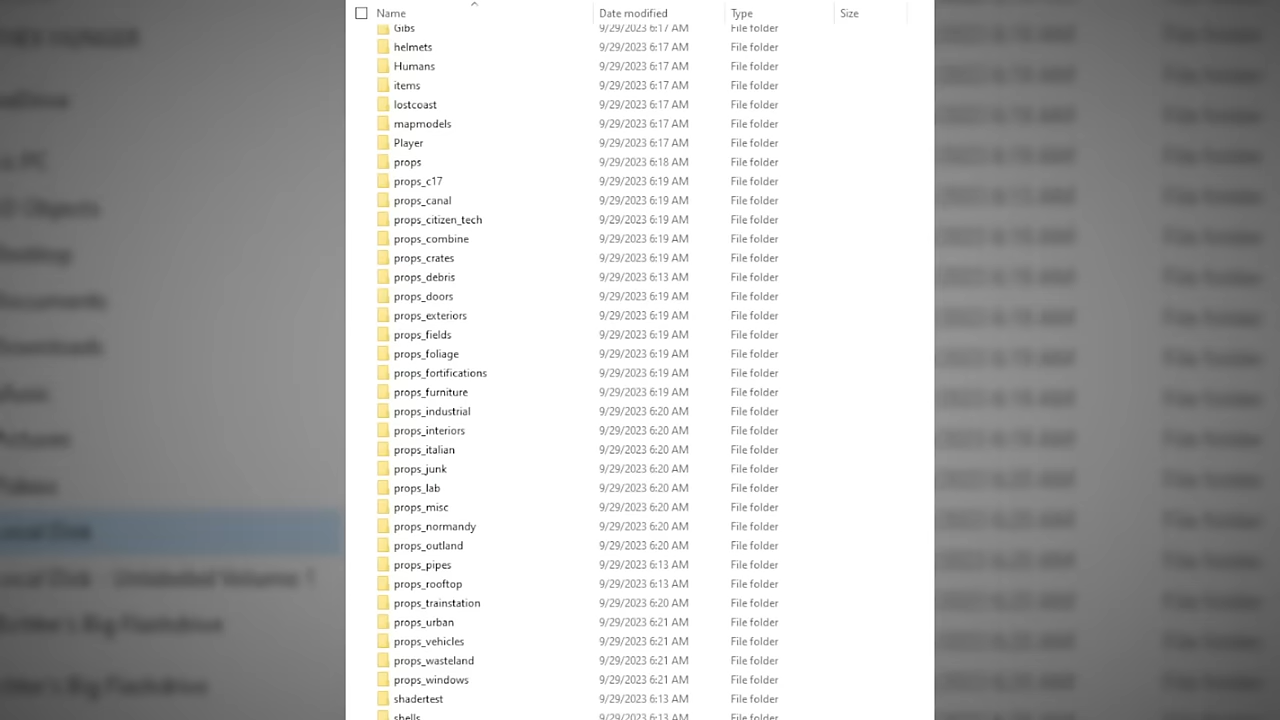 Name Date modified Type Size
Gibs 9/29/2023 6:17 AM File folder
helmets 9/29/2023 6:17 AM File folder
Humans 9/29/2023 6:17 AM File folder
items 9/29/2023 6:17 AM File folder
lostcoast 9/29/2023 6:17 AM File folder
mapmodels 9/29/2023 6:17 AM File folder
Player 9/29/2023 6:17 AM File folder
props 9/29/2023 6:18 AM File folder
props_c17 9/29/2023 6:19 AM File folder
props_canal 9/29/2023 6:19 AM File folder
props_citizen_tech 9/29/2023 6:19 AM File folder
props_combine 9/29/2023 6:19 AM File folder
props_crates 9/29/2023 6:19 AM File folder
props_debris 9/29/2023 6:13 AM File folder
props_doors 9/29/2023 6:19 AM File folder
props_exteriors 9/29/2023 6:19 AM File folder
props_fields 9/29/2023 6:19 AM File folder
props_foliage 9/29/2023 6:19 AM File folder
props_fortifications 9/29/2023 6:19 AM File folder
props_furniture 9/29/2023 6:19 AM File folder
props_industrial 9/29/2023 6:20 AM File folder
props_interiors 9/29/2023 6:20 AM File folder
props_italian 9/29/2023 6:20 AM File folder
props_junk 9/29/2023 6:20 AM File folder
props_lab 9/29/2023 6:20 AM File folder
props_misc 9/29/2023 6:20 AM File folder
props_normandy 9/29/2023 6:20 AM File folder
props_outland 9/29/2023 6:20 AM File folder
props_pipes 9/29/2023 6:13 AM File folder
props_rooftop 9/29/2023 6:13 AM File folder
props_trainstation 9/29/2023 6:20 AM File folder
props_urban 9/29/2023 6:21 AM File folder
props_vehicles 9/29/2023 6:21 AM File folder
props_wasteland 9/29/2023 6:21 AM File folder
props_windows 9/29/2023 6:21 AM File folder
shadertest 9/29/2023 6:13 AM File folder
shells 9/29/2023 6:13 AM File folder